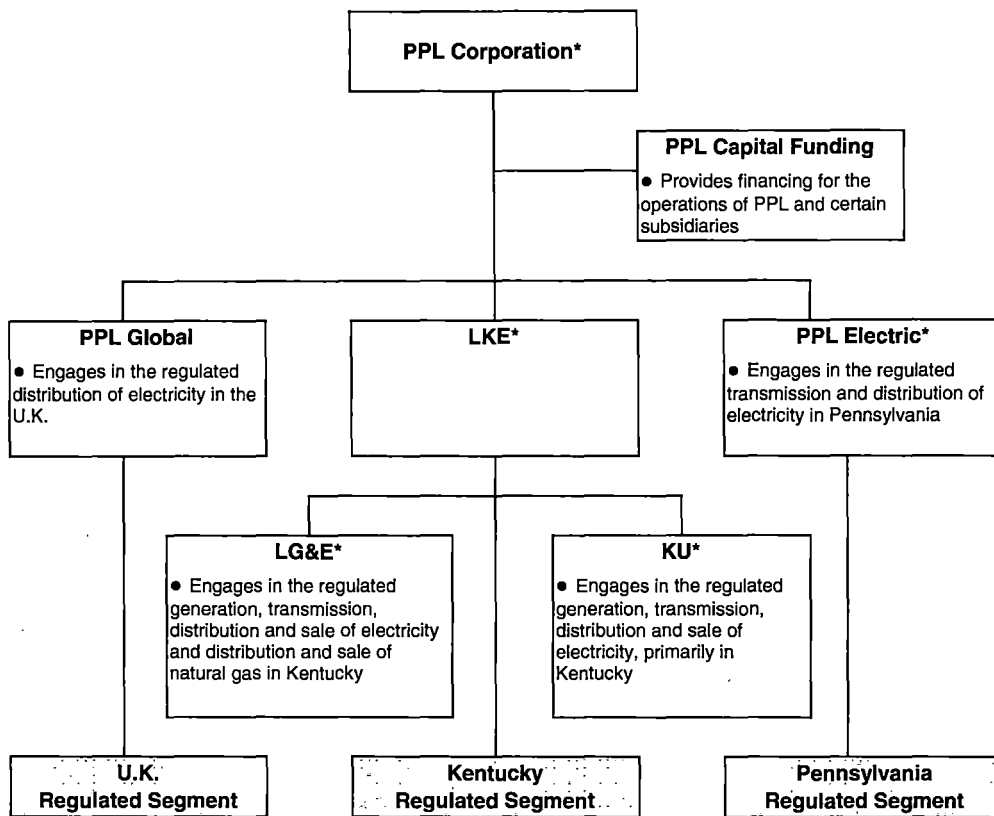 PPL Corporation*
PPL Capital Funding
● Provides financing for the
operations of PPL and certain
subsidiaries
PPL Global
● Engages in the regulated
distribution of electricity in the
U.K.
LKE*
PPL Electric*
● Engages in the regulated
transmission and distribution of
electricity in Pennsylvania
LG&E*
● Engages in the regulated
generation, transmission,
distribution and sale of electricity
and distribution and sale of
natural gas in Kentucky
KU*
● Engages in the regulated
generation, transmission,
distribution and sale of
electricity, primarily in
Kentucky
U.K.
Regulated Segment
Kentucky
Regulated Segment
Pennsylvania
Regulated Segment